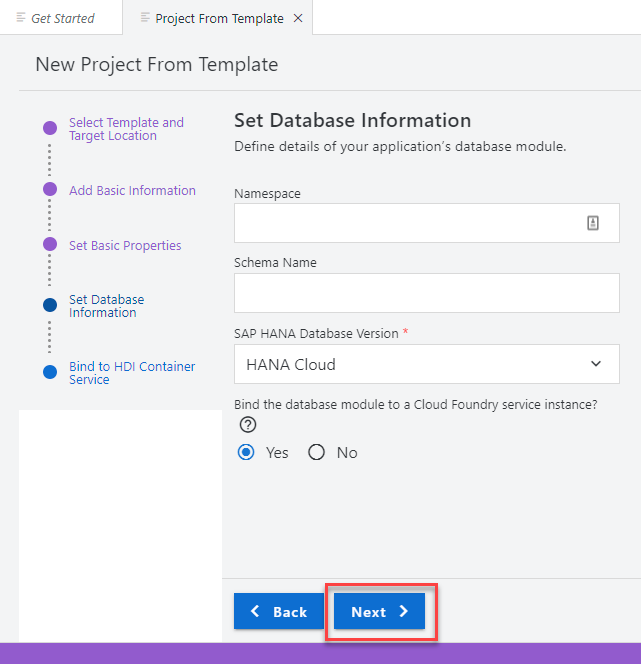 Get Started
Project From Template
New Project From Template
Select Template and
Target Location
Add Basic Information
Set Basic Properties
Set Database
Information
Bind to HDI Container
Service
Set Database Information
Define details of your application's database module.
Namespace
Schema Name
SAP HANA Database Version *
HANA Cloud
Bind the database module to a Cloud Foundry service instance?
Yes
No
Back
Next